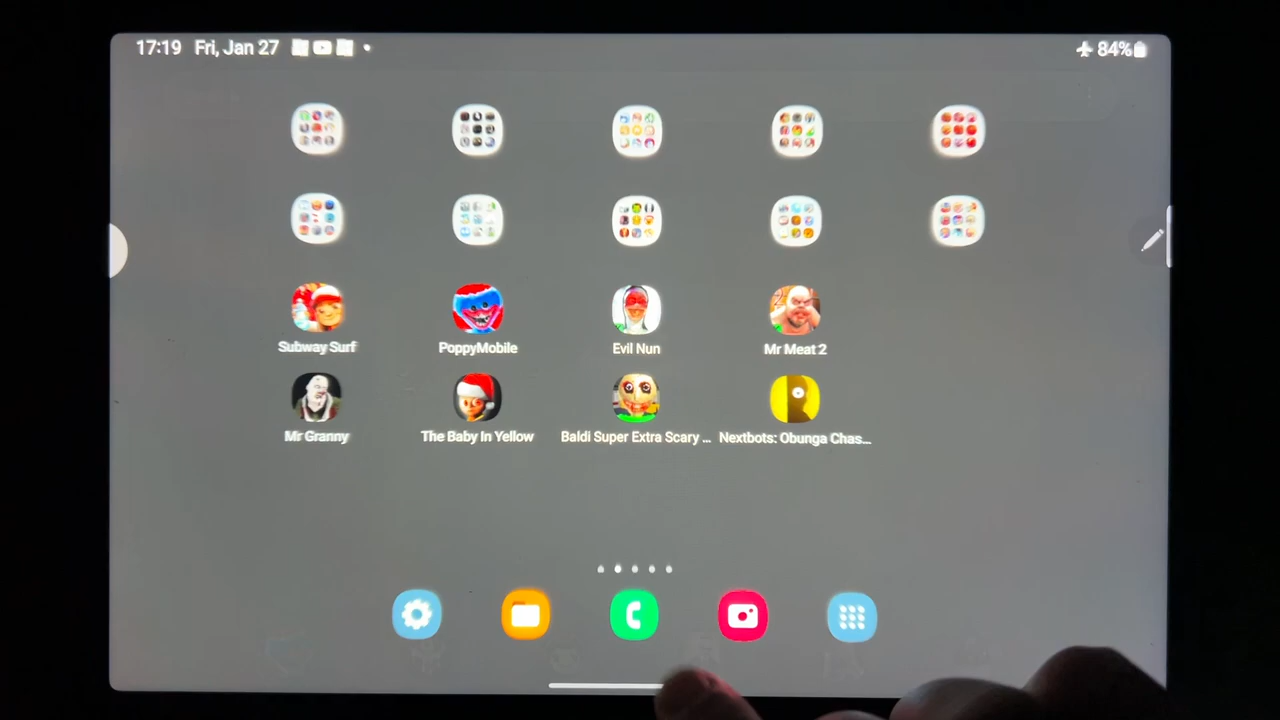 17:19 Fri, Jan 27 84%
Subway Surf PoppyMobile Evil Nun Mr Meat 2
Mr Granny The Baby In Yellow Baldi Super Extra Scary ... Nextbots: Obunga Chas...